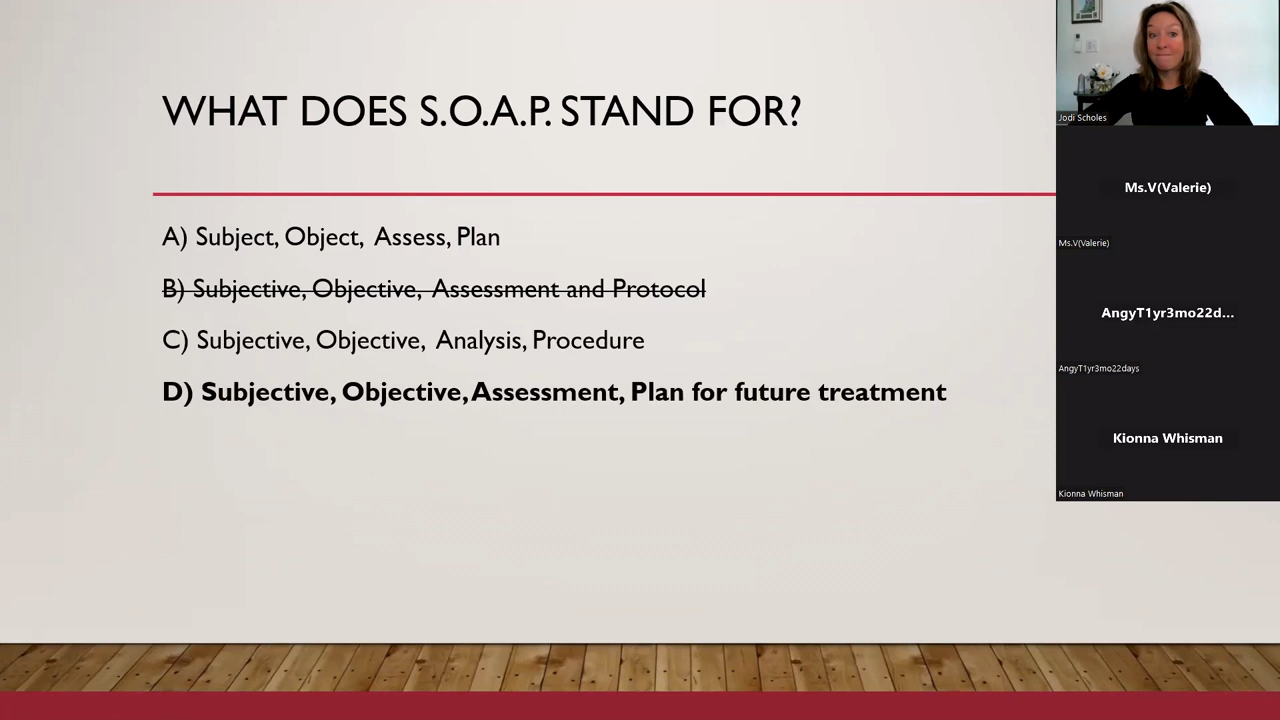 WHAT DOES S.O.A.P. STAND FOR?
A) Subject, Object, Assess, Plan
B) Subjective, Objective, Assessment and Protocol
C) Subjective, Objective, Analysis, Procedure
D) Subjective, Objective, Assessment, Plan for future treatment
Jodi Scholes
Ms.V(Valerie)
Ms.V(Valerie)
AngyT1yr3mo22d...
AngyT1yr3mo22days
Kionna Whisman
Kionna Whisman